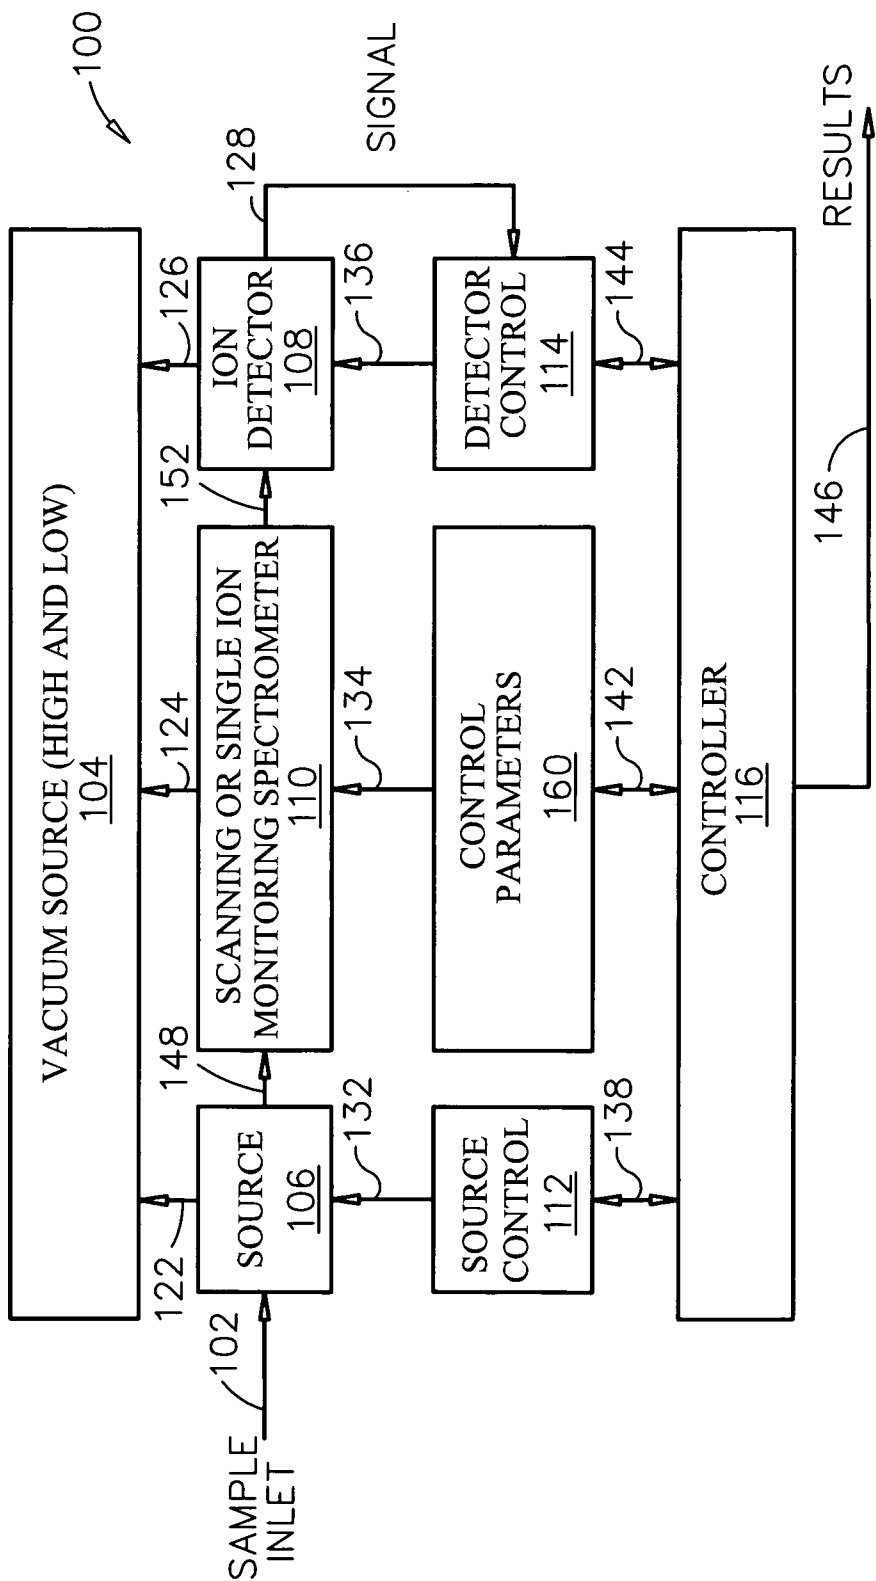 100
VACUUM SOURCE (HIGH AND LOW)
104
122
124
126
SAMPLE
INLET
102
SOURCE
106
148
SCANNING OR SINGLE ION
MONITORING SPECTROMETER
110
152
ION
DETECTOR
108
128
SIGNAL
132
134
136
SOURCE
CONTROL
112
CONTROL
PARAMETERS
160
DETECTOR
CONTROL
114
138
142
144
CONTROLLER
116
146
RESULTS